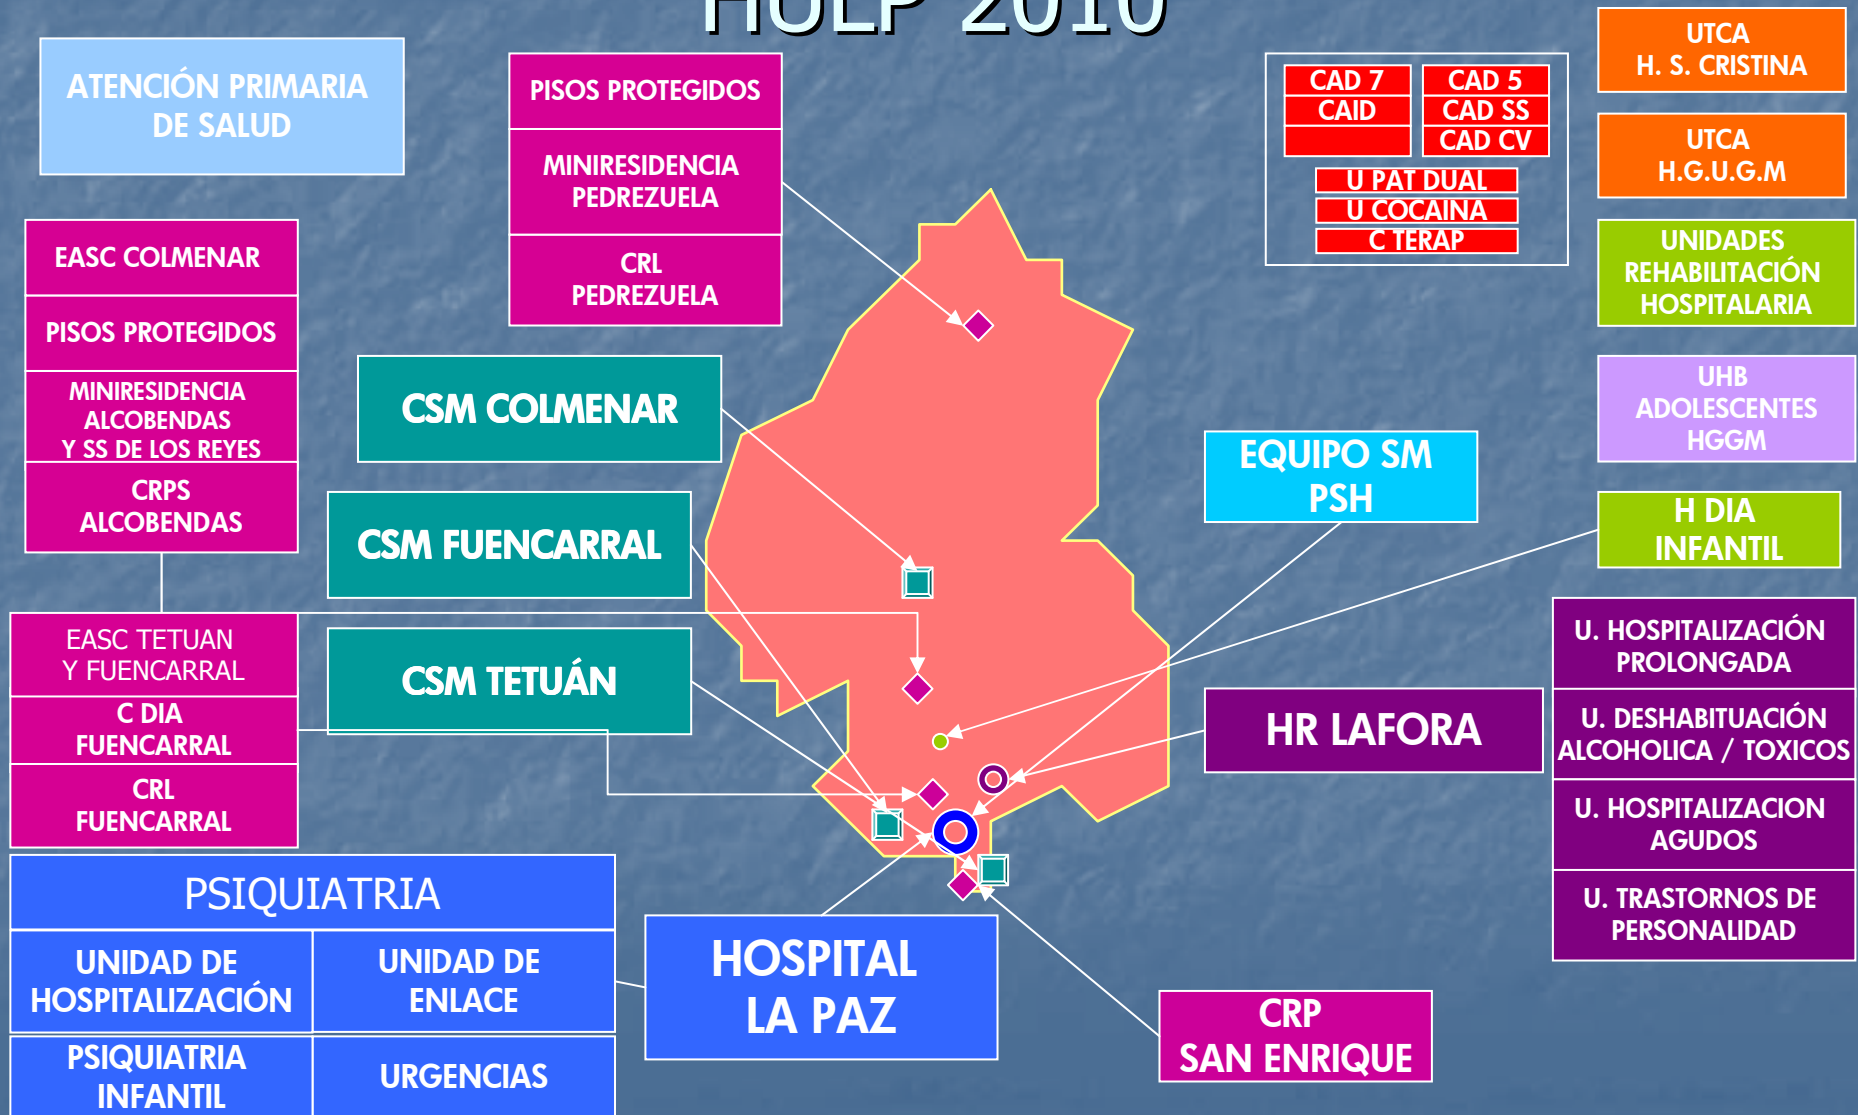 HULP 2010
ATENCIÓN PRIMARIA
DE SALUD
PISOS PROTEGIDOS
MINIRESIDENCIA
PEDREZUELA
CRL
PEDREZUELA
CAD 7
CAD 5
CAID
CAD SS
CAD CV
U PAT DUAL
U COCAINA
C TERAP
UTCA
H. S. CRISTINA
UTCA
H.G.U.G.M
UNIDADES
REHABILITACIÓN
HOSPITALARIA
UHB
ADOLESCENTES
HGGM
H DIA
INFANTIL
EASC COLMENAR
PISOS PROTEGIDOS
MINIRESIDENCIA
ALCOBENDAS
Y SS DE LOS REYES
CRPS
ALCOBENDAS
CSM COLMENAR
CSM FUENCARRAL
CSM TETUÁN
EQUIPO SM
PSH
EASC TETUAN
Y FUENCARRAL
C DIA
FUENCARRAL
CRL
FUENCARRAL
HR LAFORA
U. HOSPITALIZACIÓN
PROLONGADA
U. DESHABITUACIÓN
ALCOHOLICA / TOXICOS
U. HOSPITALIZACION
AGUDOS
U. TRASTORNOS DE
PERSONALIDAD
PSIQUIATRIA
UNIDAD DE
HOSPITALIZACIÓN
UNIDAD DE
ENLACE
PSIQUIATRIA
INFANTIL
URGENCIAS
HOSPITAL
LA PAZ
CRP
SAN ENRIQUE